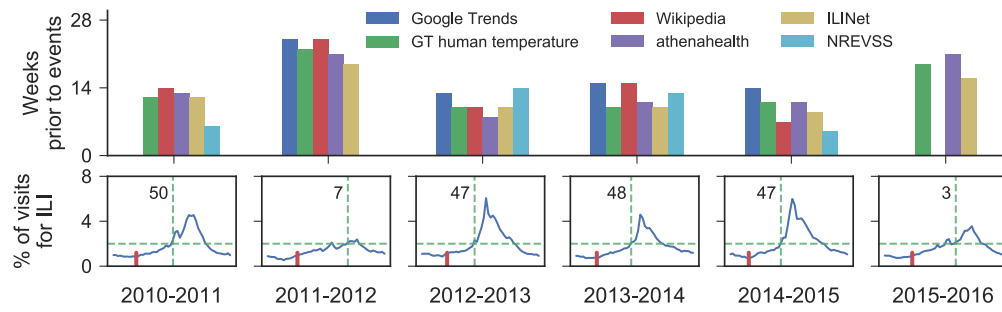 28
14
0
Weeks
prior to events
Google Trends
GT human temperature
Wikipedia
athenahealth
ILINet
NREVSS
8
4
0
% of visits
for ILI
50
7
47
48
47
3
2010-2011
2011-2012
2012-2013
2013-2014
2014-2015
2015-2016